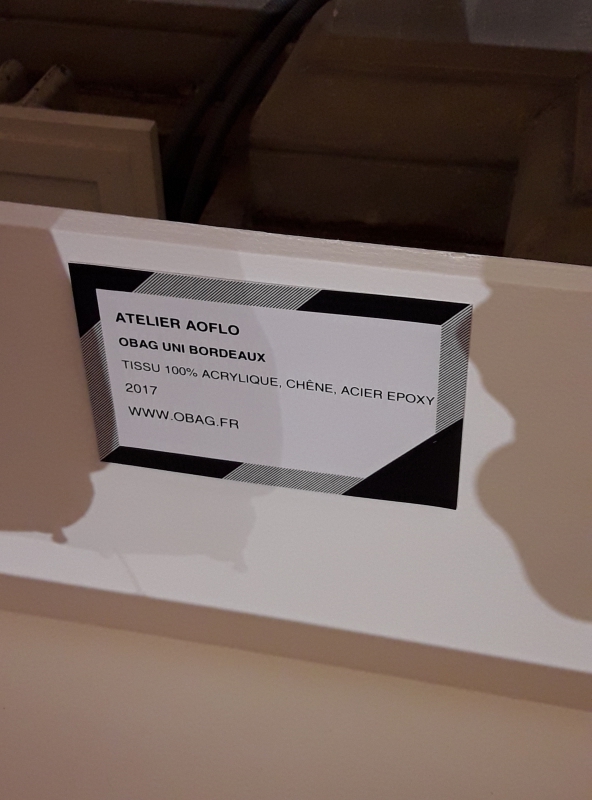 ATELIER AOFLO
OBAG UNI BORDEAUX
TISSU 100% ACRYLIQUE, CHÊNE, ACIER EPOXY
2017
WWW.OBAG.FR